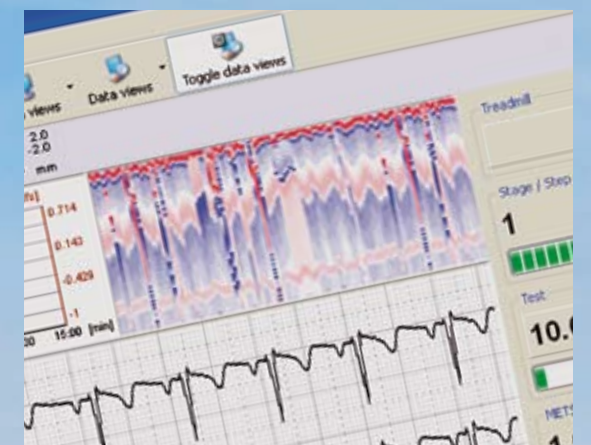 views
Data views
Toggle data views
2.0
-2.0
mm
Treadmill
0.714
0.143
-0.429
-1
15:00 [min]
Stage / Step
1
Test
10.
METS
1